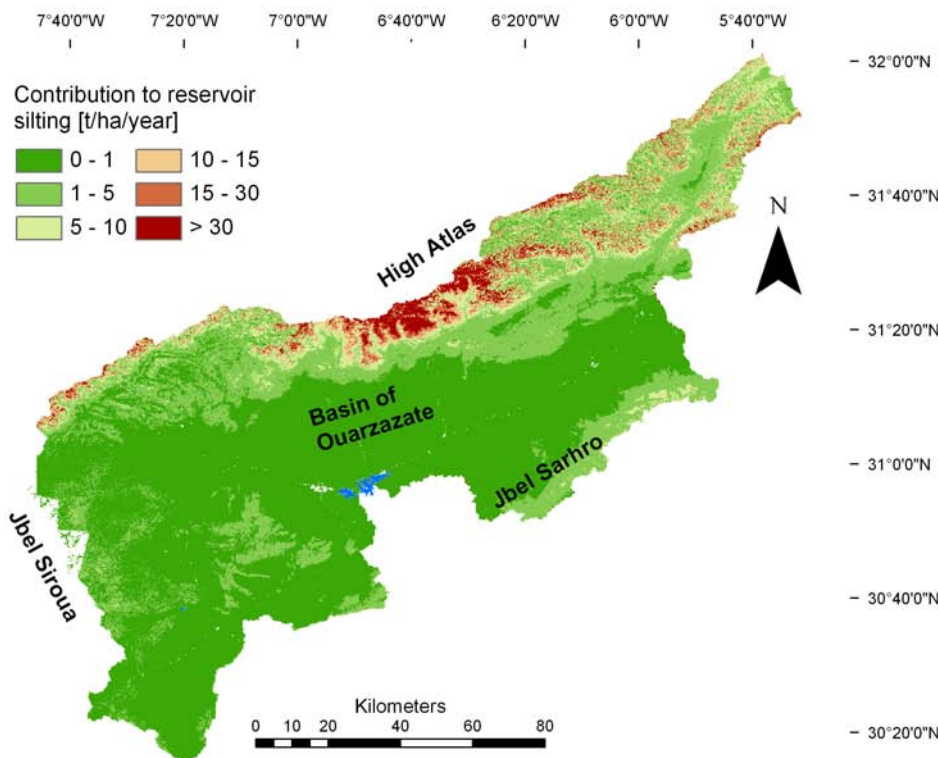 7°40'0"W 7°20'0"W 7°0'0"W 6°40'0"W 6°20'0"W 6°0'0"W 5°40'0"W
32°0'0"N
Contribution to reservoir
silting [t/ha/year]
0 - 1 10 - 15
1 - 5 15 - 30
5 - 10 > 30
31°40'0"N
N
High Atlas
31°20'0"N
Basin of
Ouarzazate
Jbel Sarhro
31°0'0"N
Jbel Siroua
30°40'0"N
Kilometers
0 10 20 40 60 80
30°20'0"N